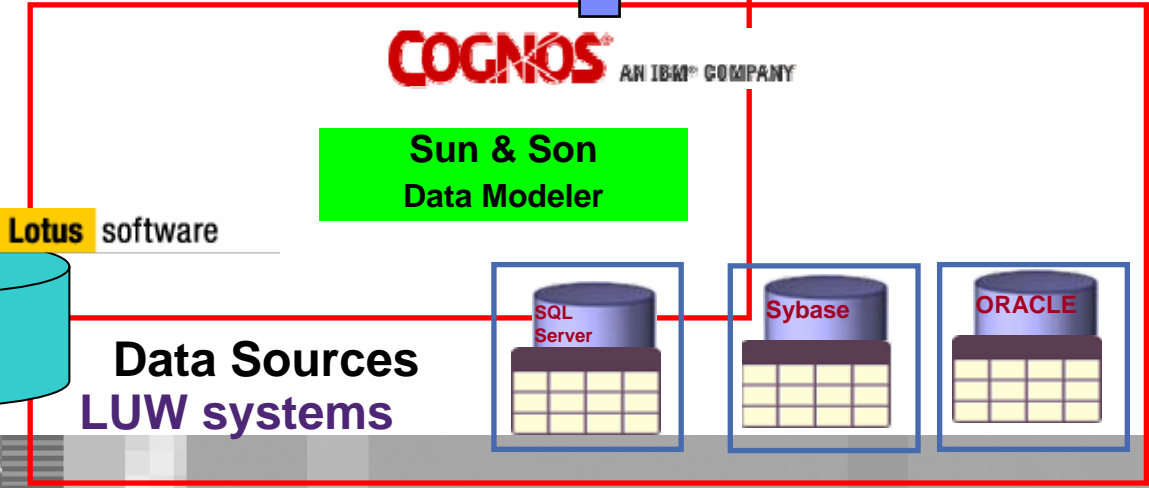 COGNOS® AN IBM® COMPANY
Sun & Son
Data Modeler
Lotus software
SQL
Server
Sybase
ORACLE
Data Sources
LUW systems